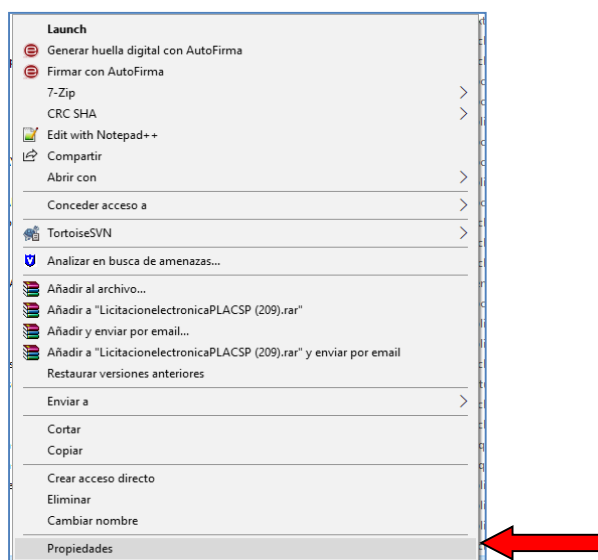 Launch
Generar huella digital con AutoFirma
Firmar con AutoFirma
7-Zip
CRC SHA
Edit with Notepad++
Compartir
Abrir con
Conceder acceso a
TortoiseSVN
Analizar en busca de amenazas...
Añadir al archivo...
Añadir a "LicitacionelectronicaPLACSP (209).rar"
Añadir y enviar por email...
Añadir a "LicitacionelectronicaPLACSP (209).rar" y enviar por email
Restaurar versiones anteriores
Enviar a
Cortar
Copiar
Crear acceso directo
Eliminar
Cambiar nombre
Propiedades